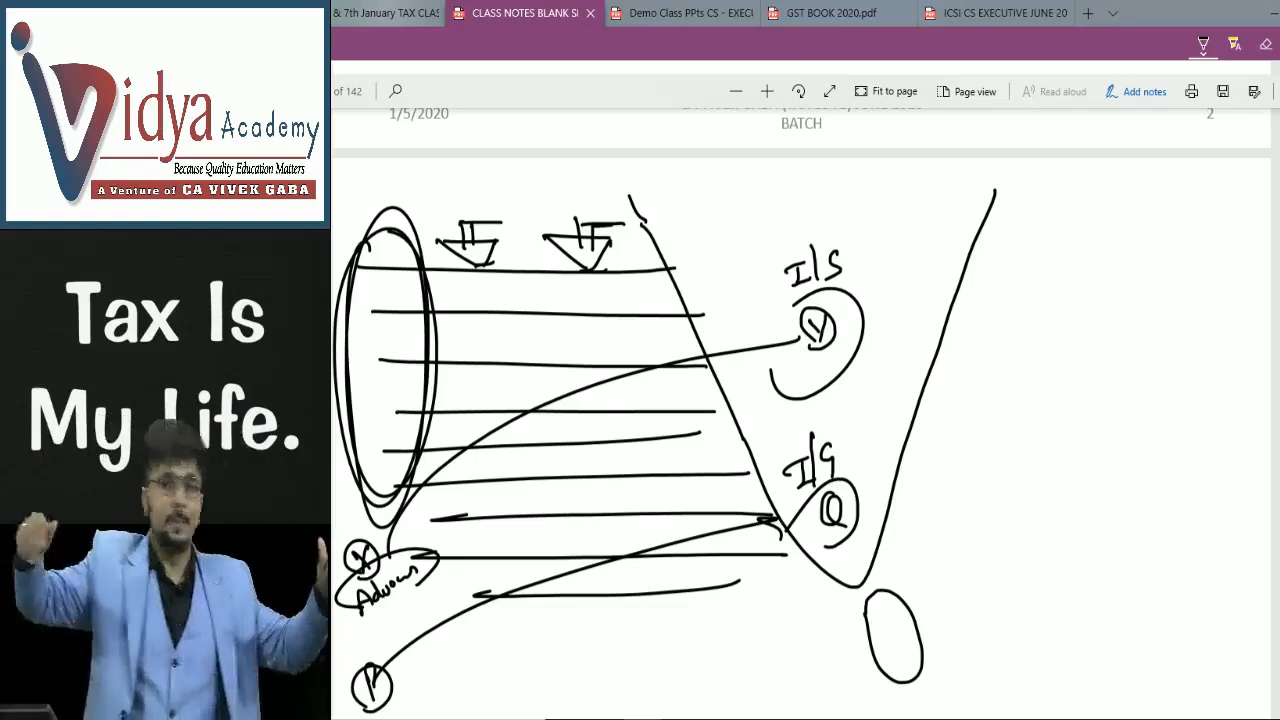 & 7th January TAX CLAS
CLASS NOTES BLANK SH
Demo Class PPts CS - EXECU
GST BOOK 2020.pdf
ICSI CS EXECUTIVE JUNE 20
of 142
Fit to page
Page view
Read aloud
Add notes
1/5/2020
BATCH
2
Vidya
Academy
Because Quality Education Matters
A Venture of CA VIVEK GABA
Tax Is
My Life.
I/S
Y
I/G
Q
X
P